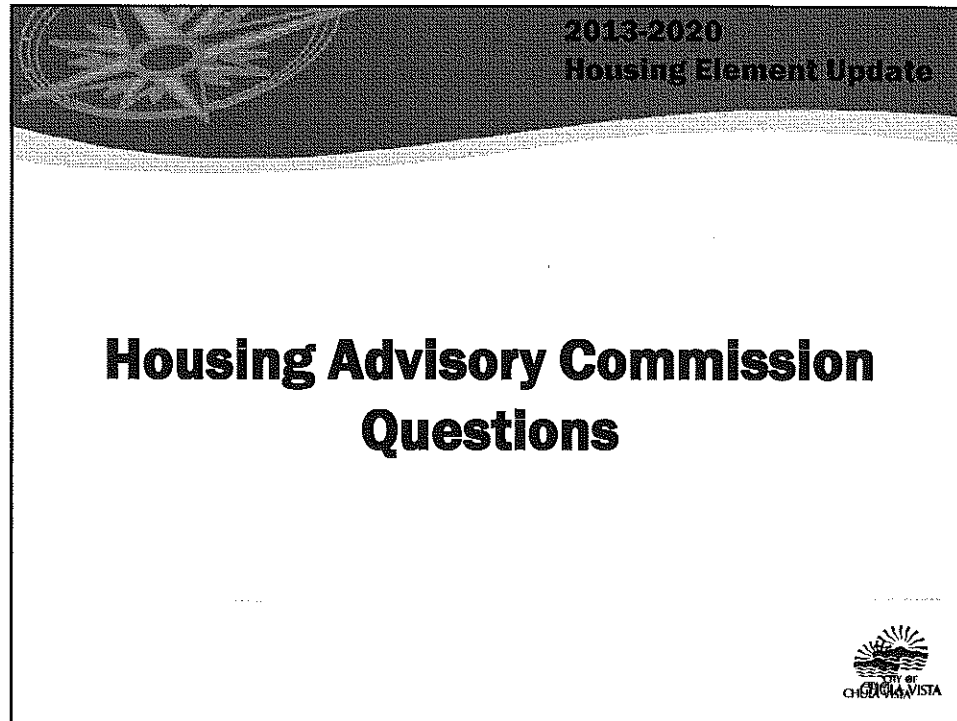 2013-2020
Housing Element Update
Housing Advisory Commission
Questions
CITY OF
CHULA VISTA